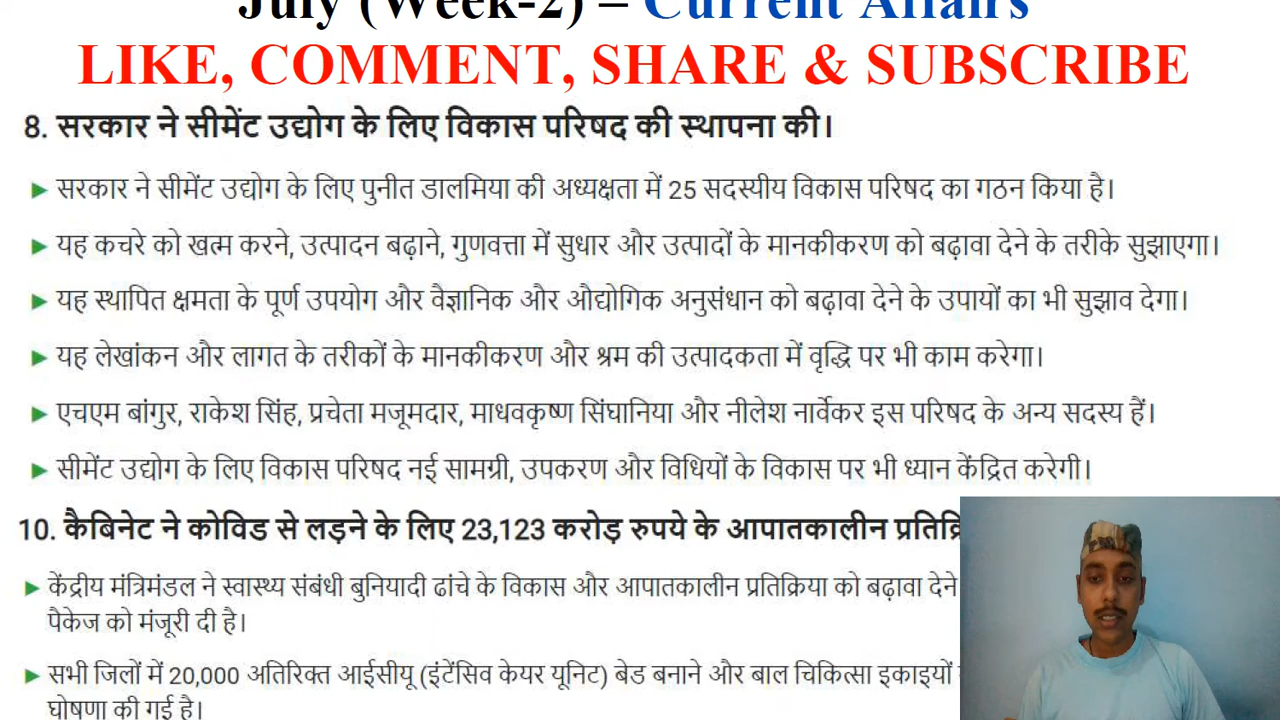 July (Week-2) – Current Affairs
LIKE, COMMENT, SHARE & SUBSCRIBE
8. सरकार ने सीमेंट उद्योग के लिए विकास परिषद की स्थापना की।
► सरकार ने सीमेंट उद्योग के लिए पुनीत डालमिया की अध्यक्षता में 25 सदस्यीय विकास परिषद का गठन किया है।
► यह कचरे को खत्म करने, उत्पादन बढ़ाने, गुणवत्ता में सुधार और उत्पादों के मानकीकरण को बढ़ावा देने के तरीके सुझाएगा।
► यह स्थापित क्षमता के पूर्ण उपयोग और वैज्ञानिक और औद्योगिक अनुसंधान को बढ़ावा देने के उपायों का भी सुझाव देगा।
► यह लेखांकन और लागत के तरीकों के मानकीकरण और श्रम की उत्पादकता में वृद्धि पर भी काम करेगा।
► एचएम बांगुर, राकेश सिंह, प्रचेता मजूमदार, माधवकृष्ण सिंघानिया और नीलेश नार्वेकर इस परिषद के अन्य सदस्य हैं।
► सीमेंट उद्योग के लिए विकास परिषद नई सामग्री, उपकरण और विधियों के विकास पर भी ध्यान केंद्रित करेगी।
10. कैबिनेट ने कोविड से लड़ने के लिए 23,123 करोड़ रुपये के आपातकालीन
► केंद्रीय मंत्रिमंडल ने स्वास्थ्य संबंधी बुनियादी ढांचे के विकास और आपातकालीन प्रतिक्रिया को बढ़ावा देने
पैकेज को मंजूरी दी है।
► सभी जिलों में 20,000 अतिरिक्त आईसीयू (इंटेंसिव केयर यूनिट) बेड बनाने और बाल चिकित्सा इकाइयों
घोषणा की गई है।